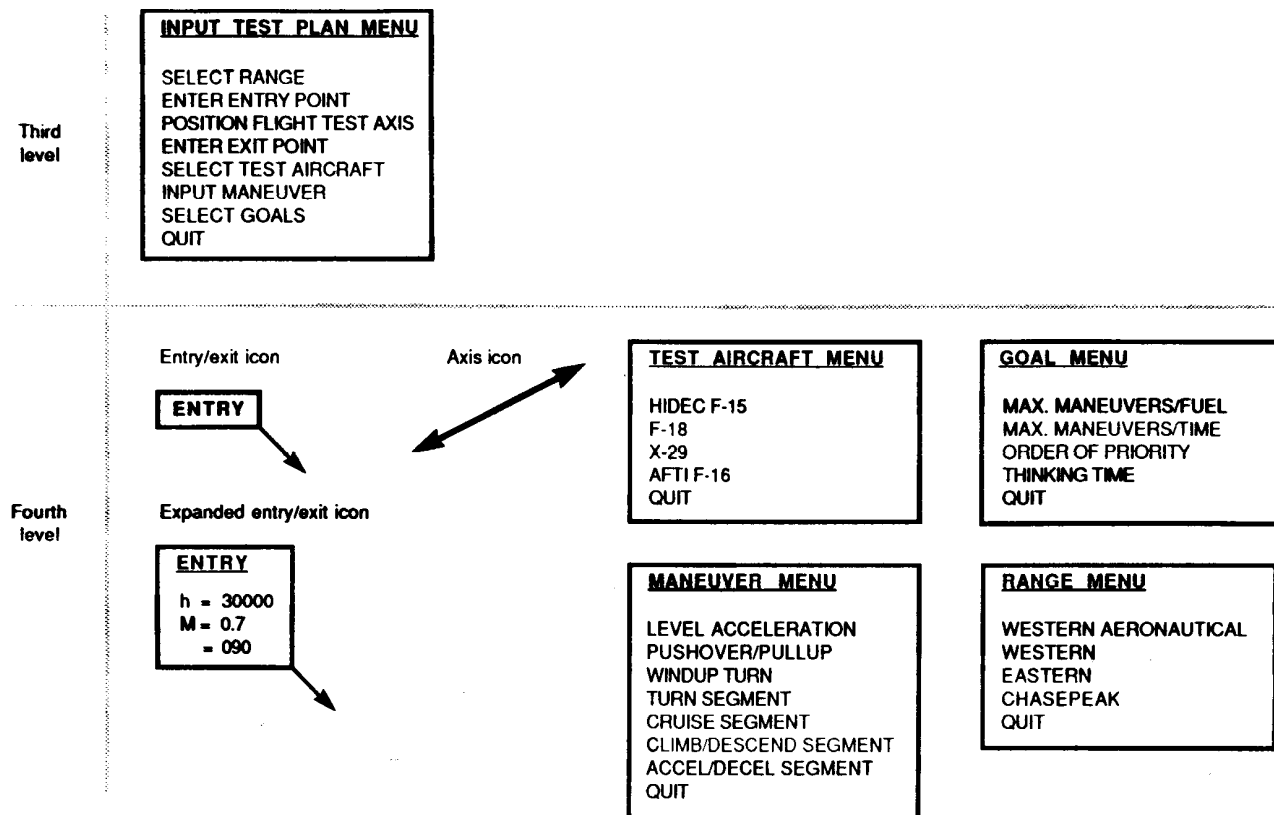 Third
level
INPUT TEST PLAN MENU
SELECT RANGE
ENTER ENTRY POINT
POSITION FLIGHT TEST AXIS
ENTER EXIT POINT
SELECT TEST AIRCRAFT
INPUT MANEUVER
SELECT GOALS
QUIT
Fourth
level
Entry/exit icon
ENTRY
Axis icon
Expanded entry/exit icon
ENTRY
h = 30000
M = 0.7
= 090
TEST AIRCRAFT MENU
HIDEC F-15
F-18
X-29
AFTI F-16
QUIT
GOAL MENU
MAX. MANEUVERS/FUEL
MAX. MANEUVERS/TIME
ORDER OF PRIORITY
THINKING TIME
QUIT
MANEUVER MENU
LEVEL ACCELERATION
PUSHOVER/PULLUP
WINDUP TURN
TURN SEGMENT
CRUISE SEGMENT
CLIMB/DESCEND SEGMENT
ACCEL/DECEL SEGMENT
QUIT
RANGE MENU
WESTERN AERONAUTICAL
WESTERN
EASTERN
CHASEPEAK
QUIT